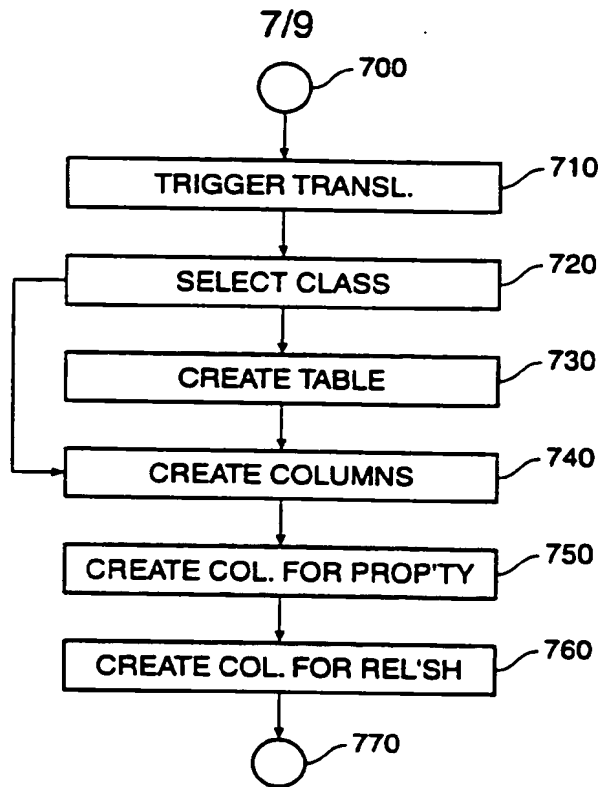 7/9
700
TRIGGER TRANSL.
710
SELECT CLASS
720
CREATE TABLE
730
CREATE COLUMNS
740
CREATE COL. FOR PROP'TY
750
CREATE COL. FOR REL'SH
760
770